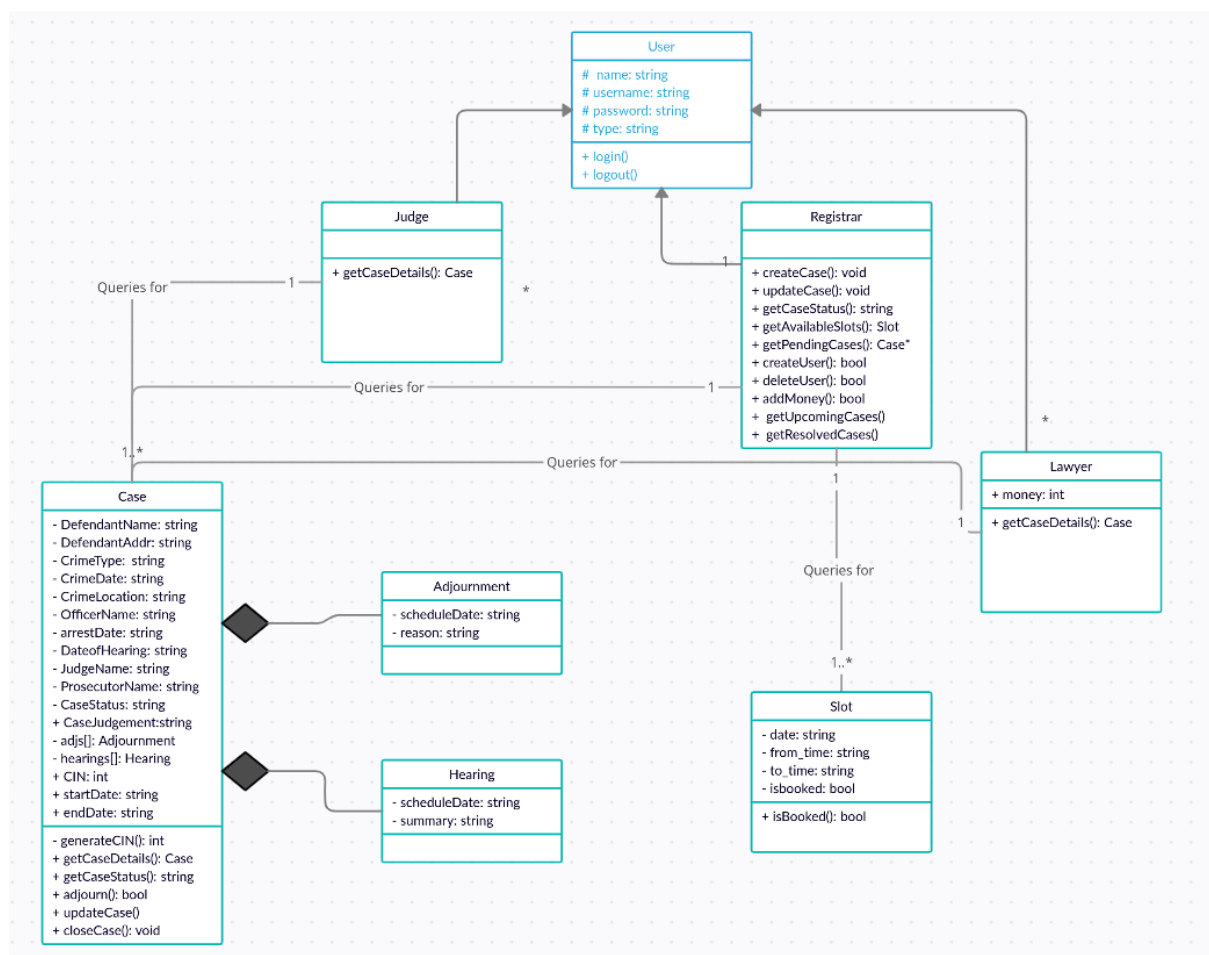 User
# name: string
# username: string
# password: string
# type: string
+ login()
+ logout()
Judge
+ getCaseDetails(): Case
Registrar
+ createCase(): void
+ updateCase(): void
+ getCaseStatus(): string
+ getAvailableSlots(): Slot
+ getPendingCases(): Case*
+ createUser(): bool
+ deleteUser(): bool
+ addMoney(): bool
+ getUpcomingCases()
+ getResolvedCases()
1
Queries for
1
*
Queries for
1
*
1..*
Queries for
1
Lawyer
+ money: int
+ getCaseDetails(): Case
Case
- DefendantName: string
- DefendantAddr: string
- CrimeType: string
- CrimeDate: string
- CrimeLocation: string
- OfficerName: string
- arrestDate: string
- DateofHearing: string
- JudgeName: string
- ProsecutorName: string
- CaseStatus: string
+ CaseJudgement:string
- adjs[]: Adjournment
- hearings[]: Hearing
+ CIN: int
+ startDate: string
+ endDate: string
- generateCIN(): int
+ getCaseDetails(): Case
+ getCaseStatus(): string
+ adjourn(): bool
+ updateCase()
+ closeCase(): void
Adjournment
- scheduleDate: string
- reason: string
Hearing
- scheduleDate: string
- summary: string
1
Queries for
1..*
Slot
- date: string
- from_time: string
- to_time: string
- isbooked: bool
+ isBooked(): bool